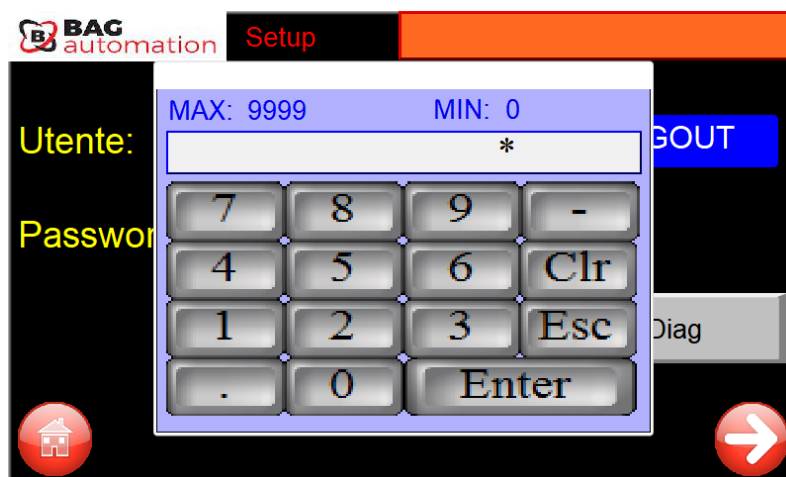 BAG
automation
Setup
MAX: 9999 MIN: 0
Utente:
*
GOUT
7 8 9 -
Passwor
4 5 6 Clr
1 2 3 Esc
Diag
. 0 Enter